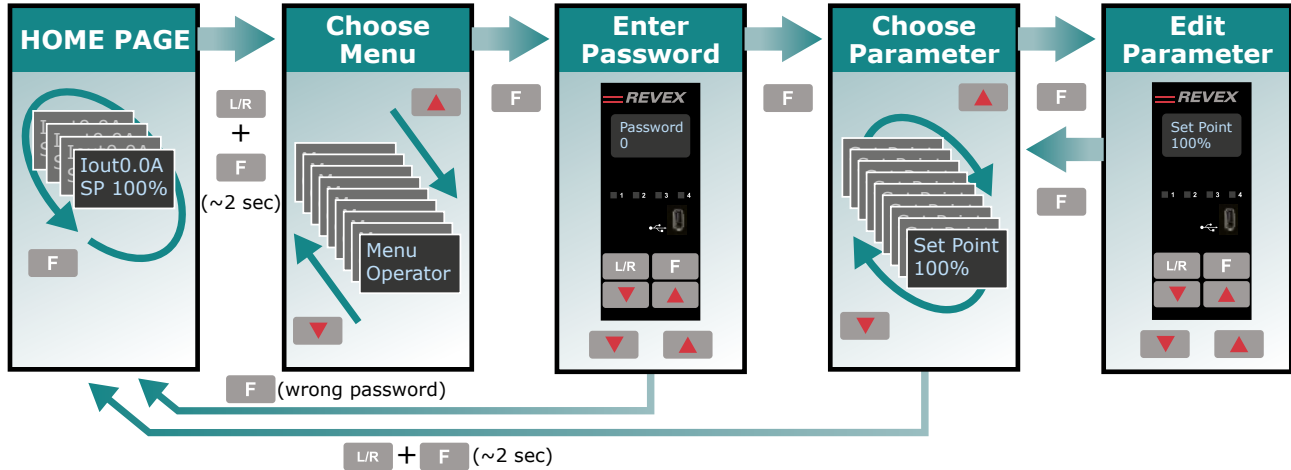 HOME PAGE
Iout0.0A
SP 100%
F
L/R
+
F
(~2 sec)
Choose
Menu
Menu
Operator
F
Enter
Password
REVEX
Password
0
1 2 3 4
L/R F
F
Choose
Parameter
Set Point
100%
F
F
Edit
Parameter
REVEX
Set Point
100%
1 2 3 4
L/R F
F (wrong password)
L/R + F (~2 sec)